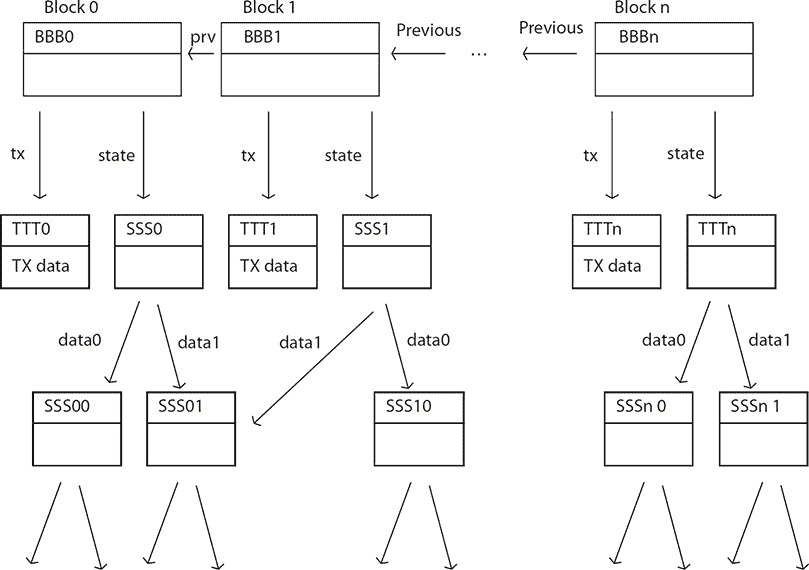 Block 0
Block 1
Block n
BBB0
prv
BBB1
Previous
...
Previous
BBBn
tx
state
tx
state
tx
state
TTT0
SSS0
TTT1
SSS1
TTTn
TTTn
TX data
TX data
TX data
data0
data1
data1
data0
data0
data1
SSS00
SSS01
SSS10
SSSn 0
SSSn 1